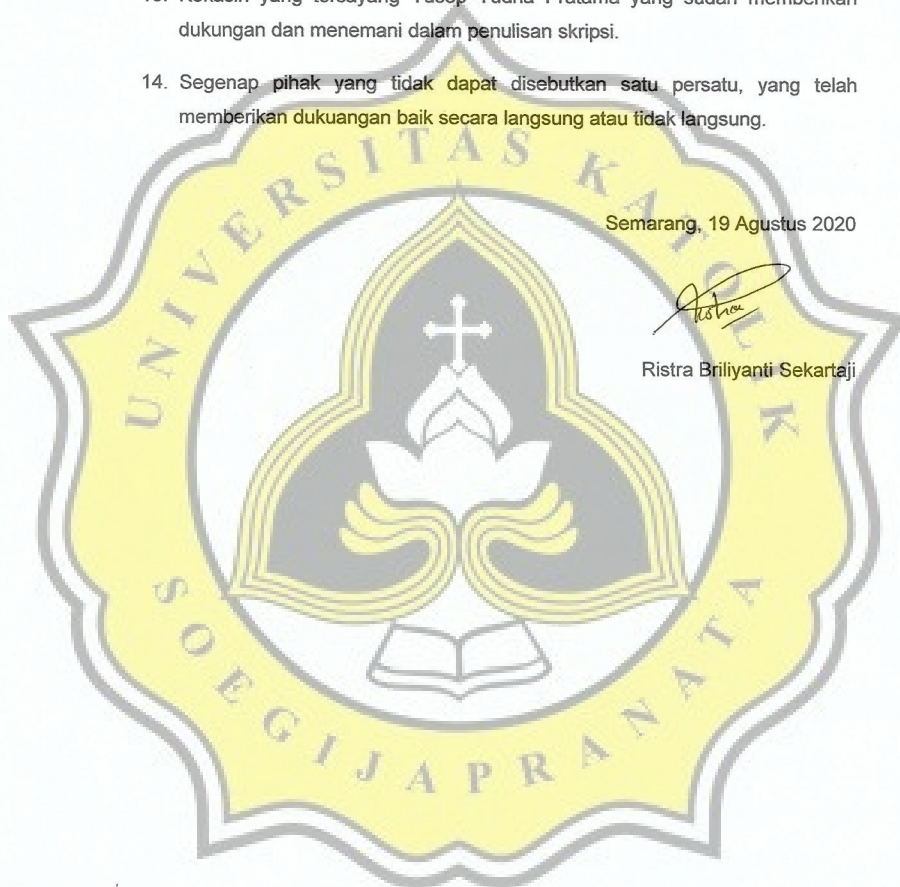 dukungan dan menemani dalam penulisan skripsi.
14. Segenap pihak yang tidak dapat disebutkan satu persatu, yang telah
memberikan dukuangan baik secara langsung atau tidak langsung.
UNIVERSITAS KATOLIK
Semarang, 19 Agustus 2020
Ristra Briliyanti Sekartaji
SOEGIJAPRANATA